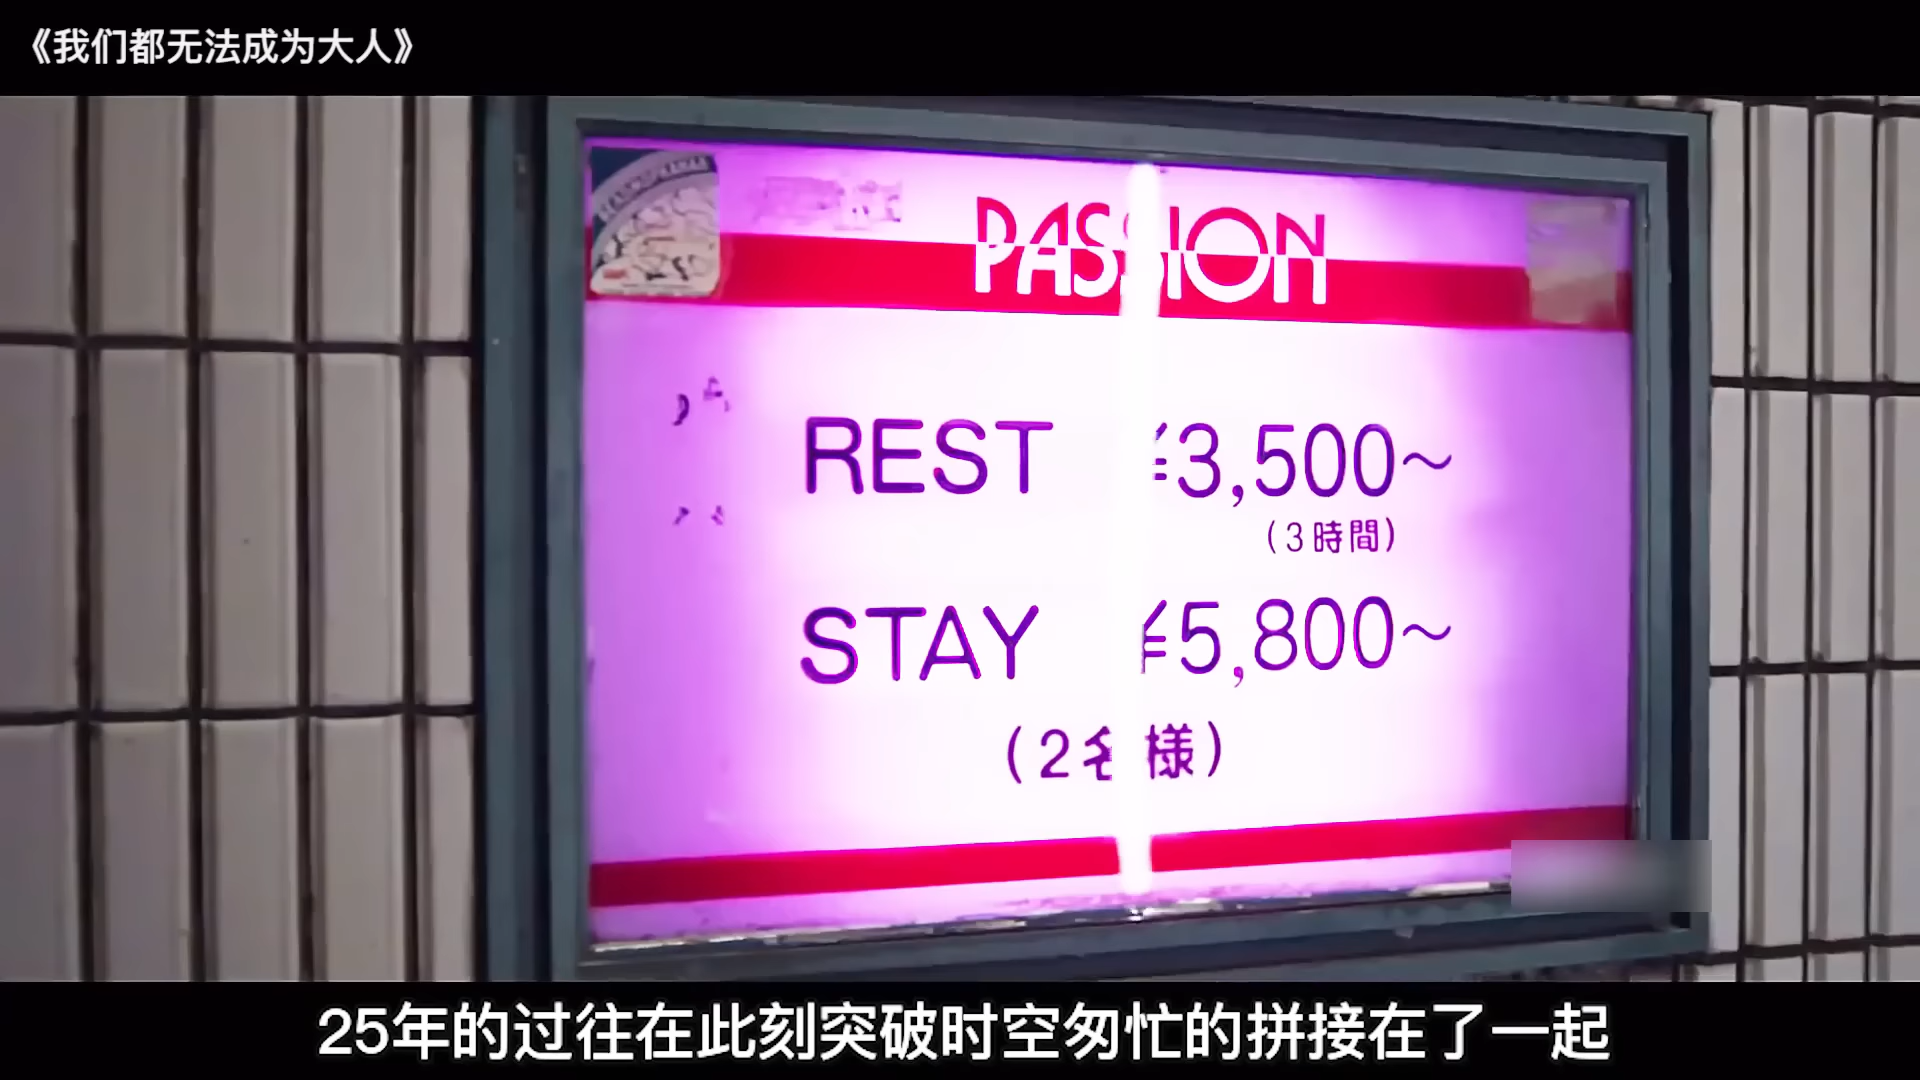 《我们都无法成为大人》
PASSION
REST ¥3,500~
(3時間)
STAY ¥5,800~
(2名様)
25年的过往在此刻突破时空匆忙的拼接在了一起